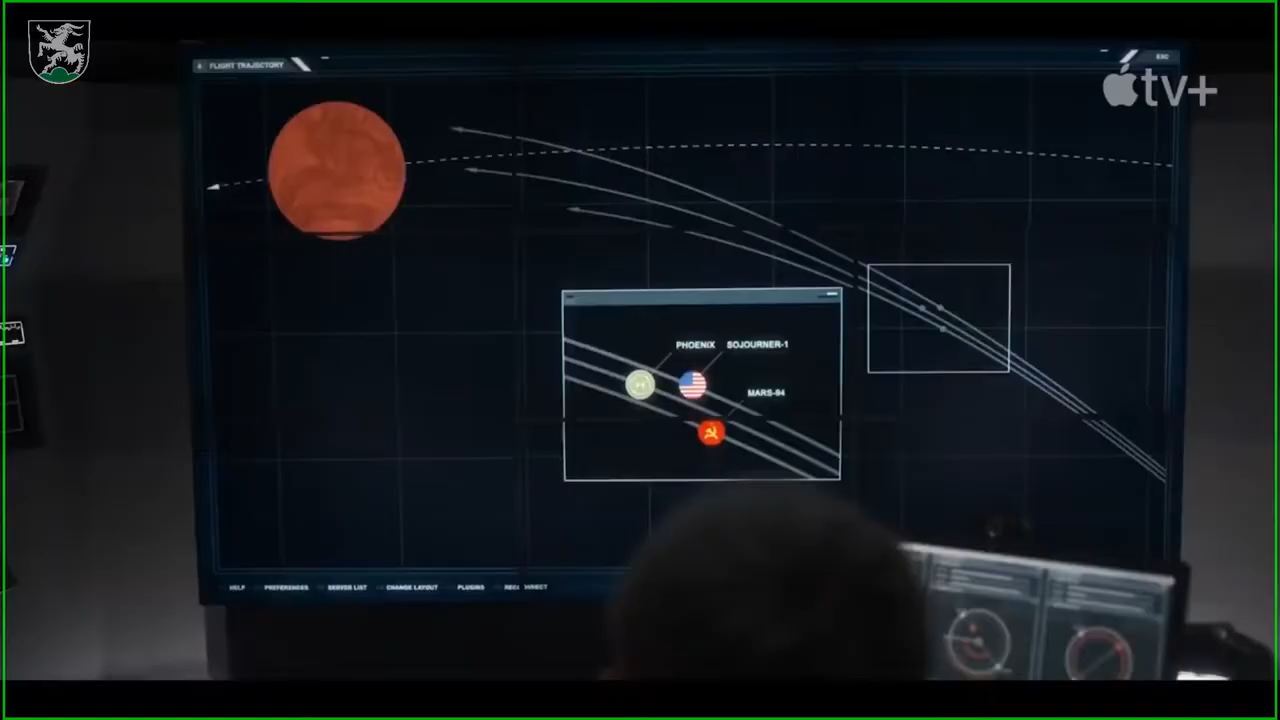 FLIGHT TRAJECTORY
ESC
tv+
PHOENIX SOJOURNER-1
MARS-94
HELP PREFERENCES SERVER LIST CHANGE LAYOUT PLUGINS